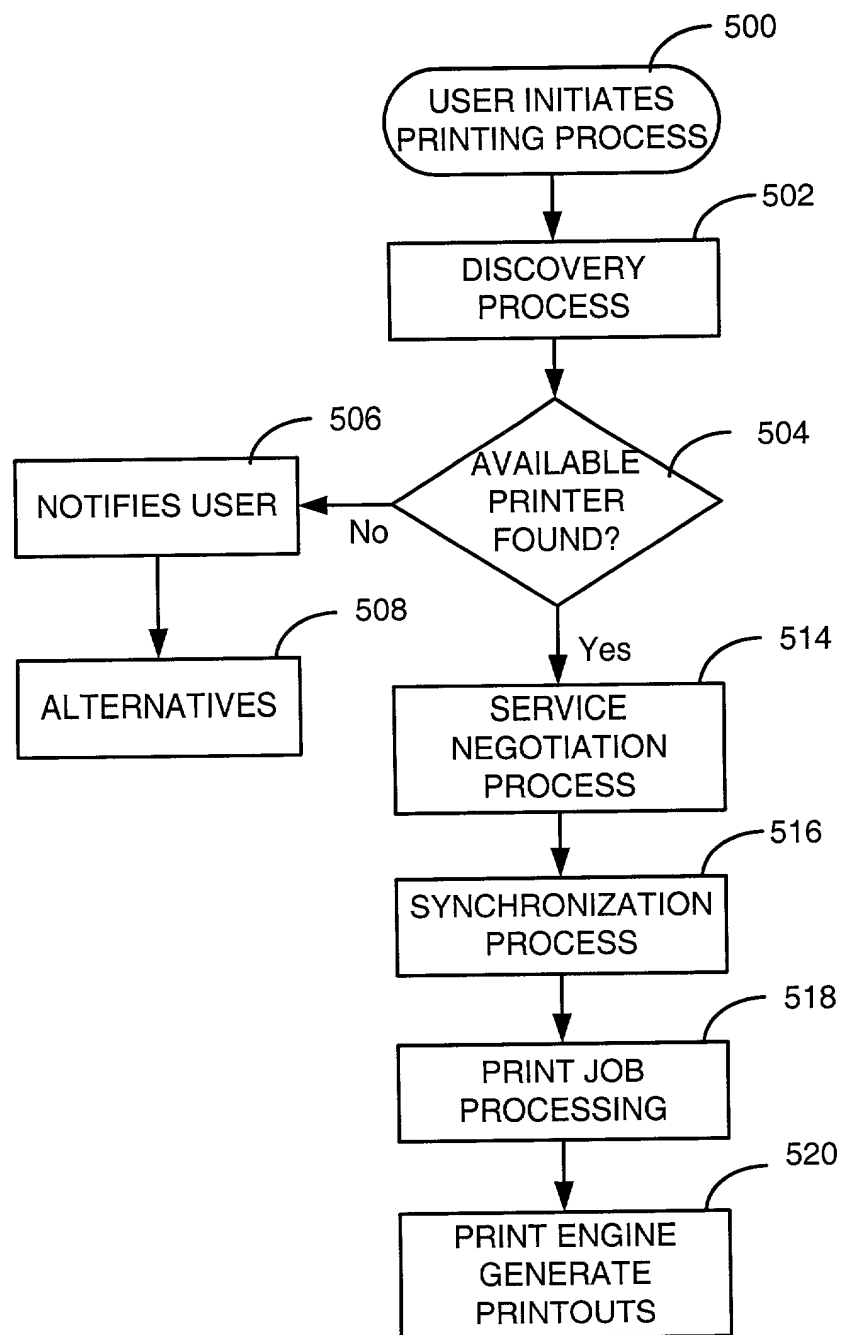 500
USER INITIATES
PRINTING PROCESS
502
DISCOVERY
PROCESS
504
AVAILABLE
PRINTER
FOUND?
506
NOTIFIES USER
No
508
ALTERNATIVES
Yes
514
SERVICE
NEGOTIATION
PROCESS
516
SYNCHRONIZATION
PROCESS
518
PRINT JOB
PROCESSING
520
PRINT ENGINE
GENERATE
PRINTOUTS